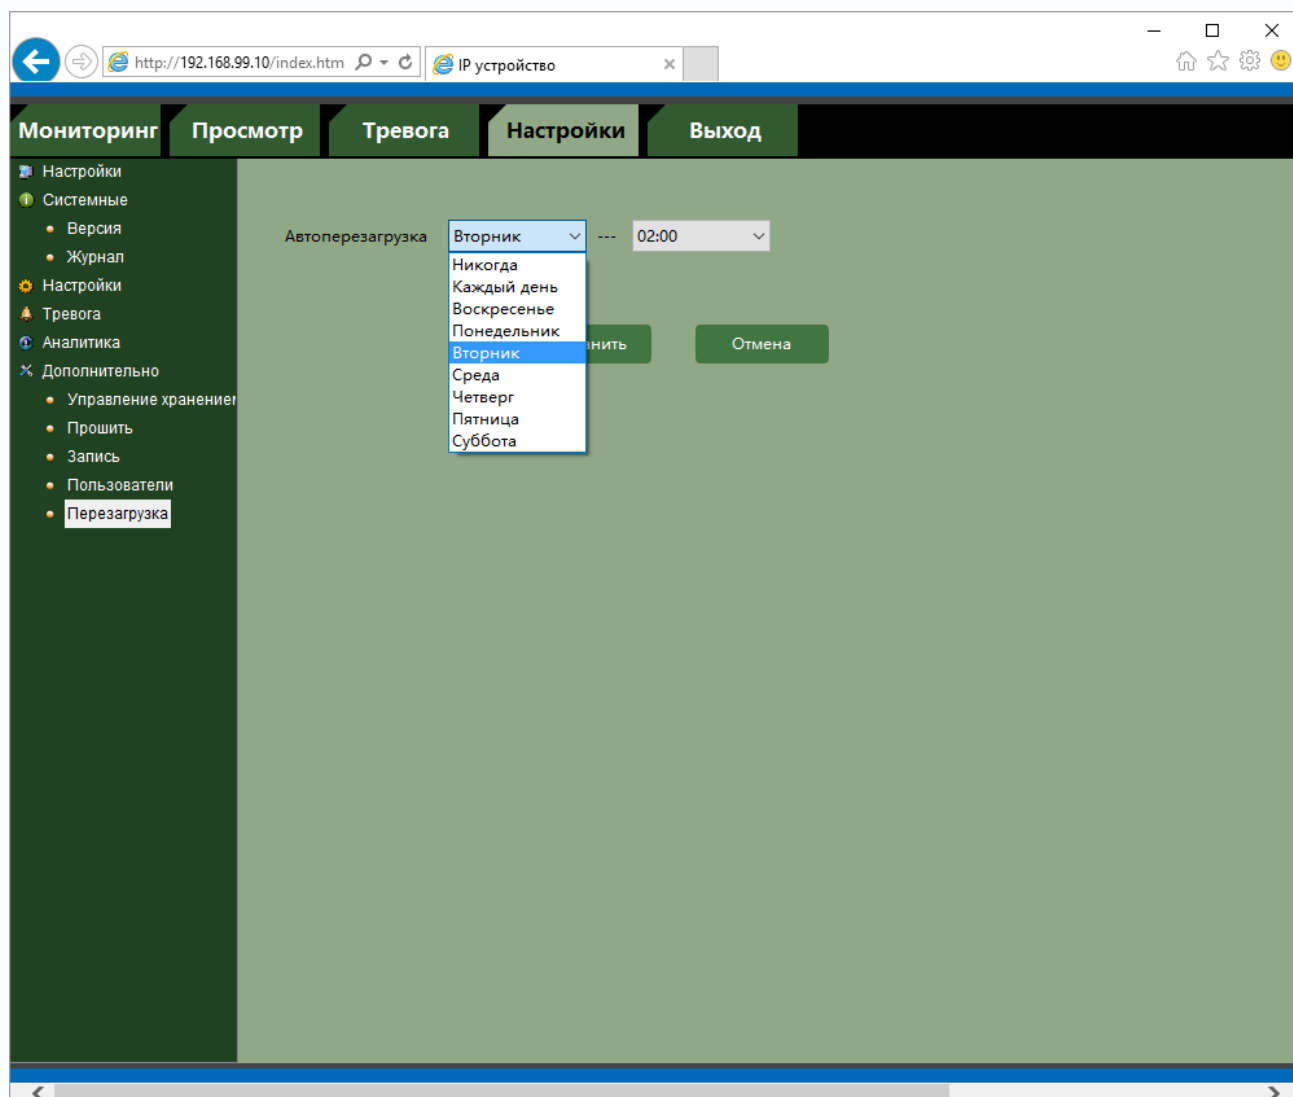 http://192.168.99.10/index.htm
IP устройство
Мониторинг Просмотр Тревога Настройки Выход
Настройки
Системные
Версия
Журнал
Настройки
Тревога
Аналитика
Дополнительно
Управление
Прошить
Запись
Пользователи
Перезагрузка
Автоперезагрузка Вторник --- 02:00
Никогда
Каждый день
Воскресенье
Понедельник
Вторник
Среда
Четверг
Пятница
Суббота
Отмена